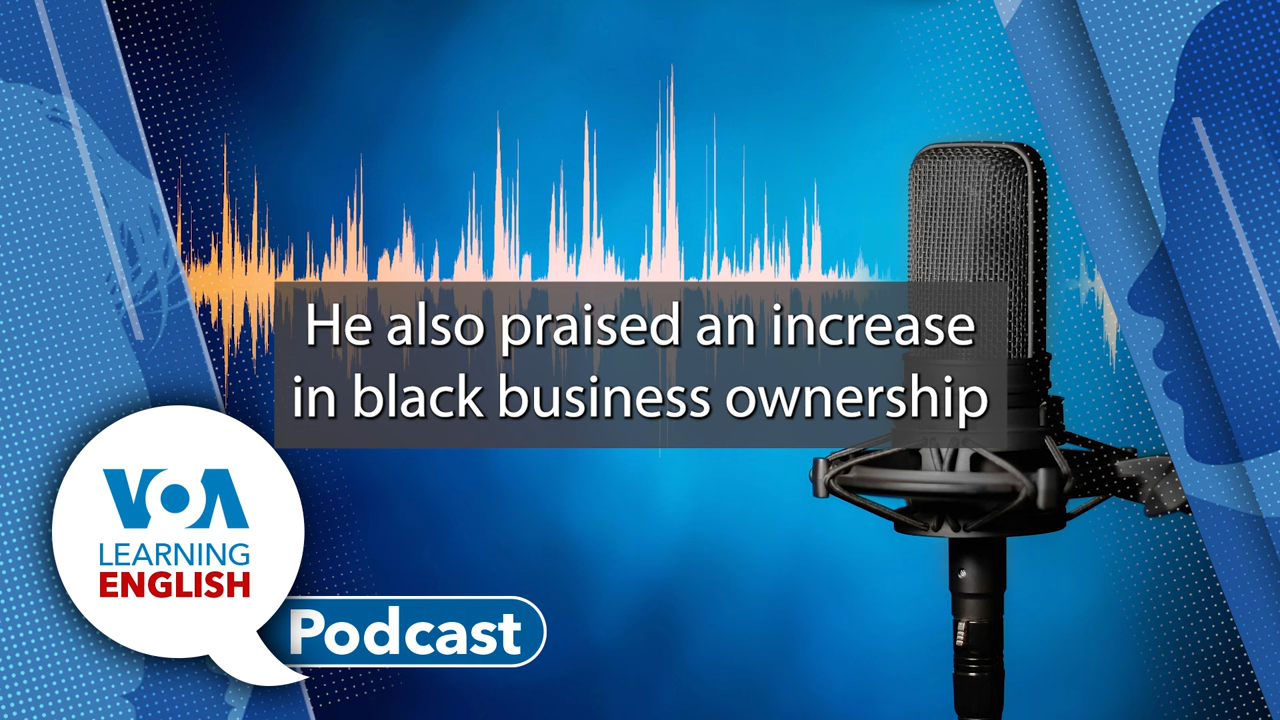 He also praised an increase
in black business ownership
VOA
LEARNING
ENGLISH
Podcast